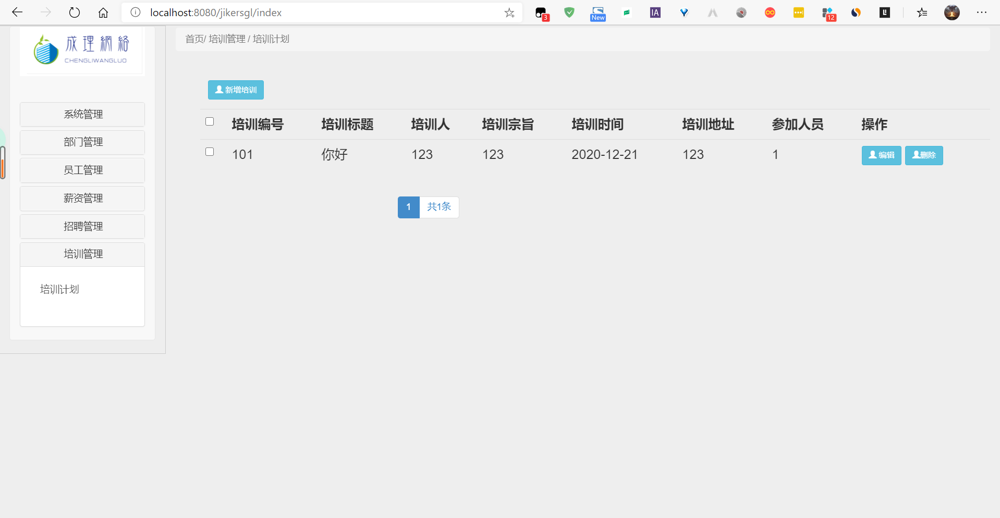 localhost:8080/jikersgl/index
3
New
IA
12
L
成理網絡
CHENGLIWANGLUO
系统管理
部门管理
员工管理
薪资管理
招聘管理
培训管理
培训计划
首页/ 培训管理 / 培训计划
新增培训
培训编号 培训标题 培训人 培训宗旨 培训时间 培训地址 参加人员 操作
101 你好 123 123 2020-12-21 123 1 编辑 删除
1 共1条